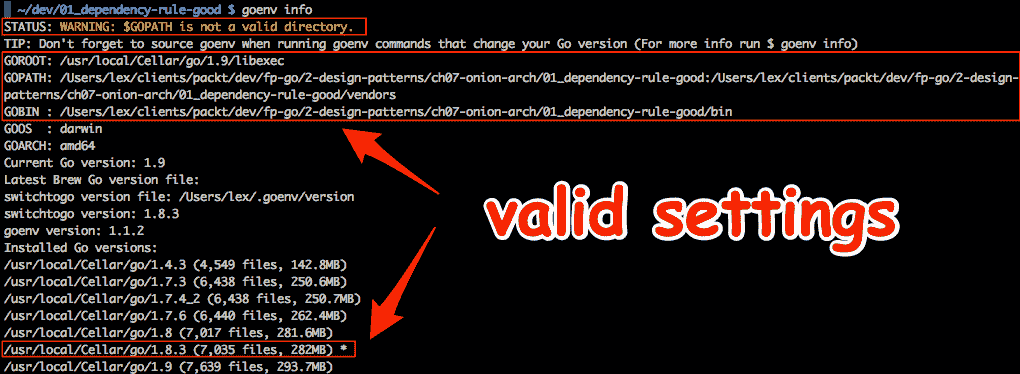 ~/dev/01_dependency-rule-good $ goenv info
STATUS: WARNING: $GOPATH is not a valid directory.
TIP: Don't forget to source goenv when running goenv commands that change your Go version (For more info run $ goenv info)
GOROOT: /usr/local/Cellar/go/1.9/libexec
GOPATH: /Users/lex/clients/packt/dev/fp-go/2-design-patterns/ch07-onion-arch/01_dependency-rule-good:/Users/lex/clients/packt/dev/fp-go/2-design-
patterns/ch07-onion-arch/01_dependency-rule-good/vendors
GOBIN : /Users/lex/clients/packt/dev/fp-go/2-design-patterns/ch07-onion-arch/01_dependency-rule-good/bin
GOOS  : darwin
GOARCH: amd64
Current Go version: 1.9
Latest Brew Go version file:
switchtogo version file: /Users/lex/.goenv/version
switchtogo version: 1.8.3
goenv version: 1.1.2
Installed Go versions:
/usr/local/Cellar/go/1.4.3 (4,549 files, 142.8MB)
/usr/local/Cellar/go/1.7.3 (6,438 files, 250.6MB)
/usr/local/Cellar/go/1.7.4_2 (6,438 files, 250.7MB)
/usr/local/Cellar/go/1.7.6 (6,440 files, 262.4MB)
/usr/local/Cellar/go/1.8 (7,017 files, 281.6MB)
/usr/local/Cellar/go/1.8.3 (7,035 files, 282MB) *
/usr/local/Cellar/go/1.9 (7,639 files, 293.7MB)
valid settings